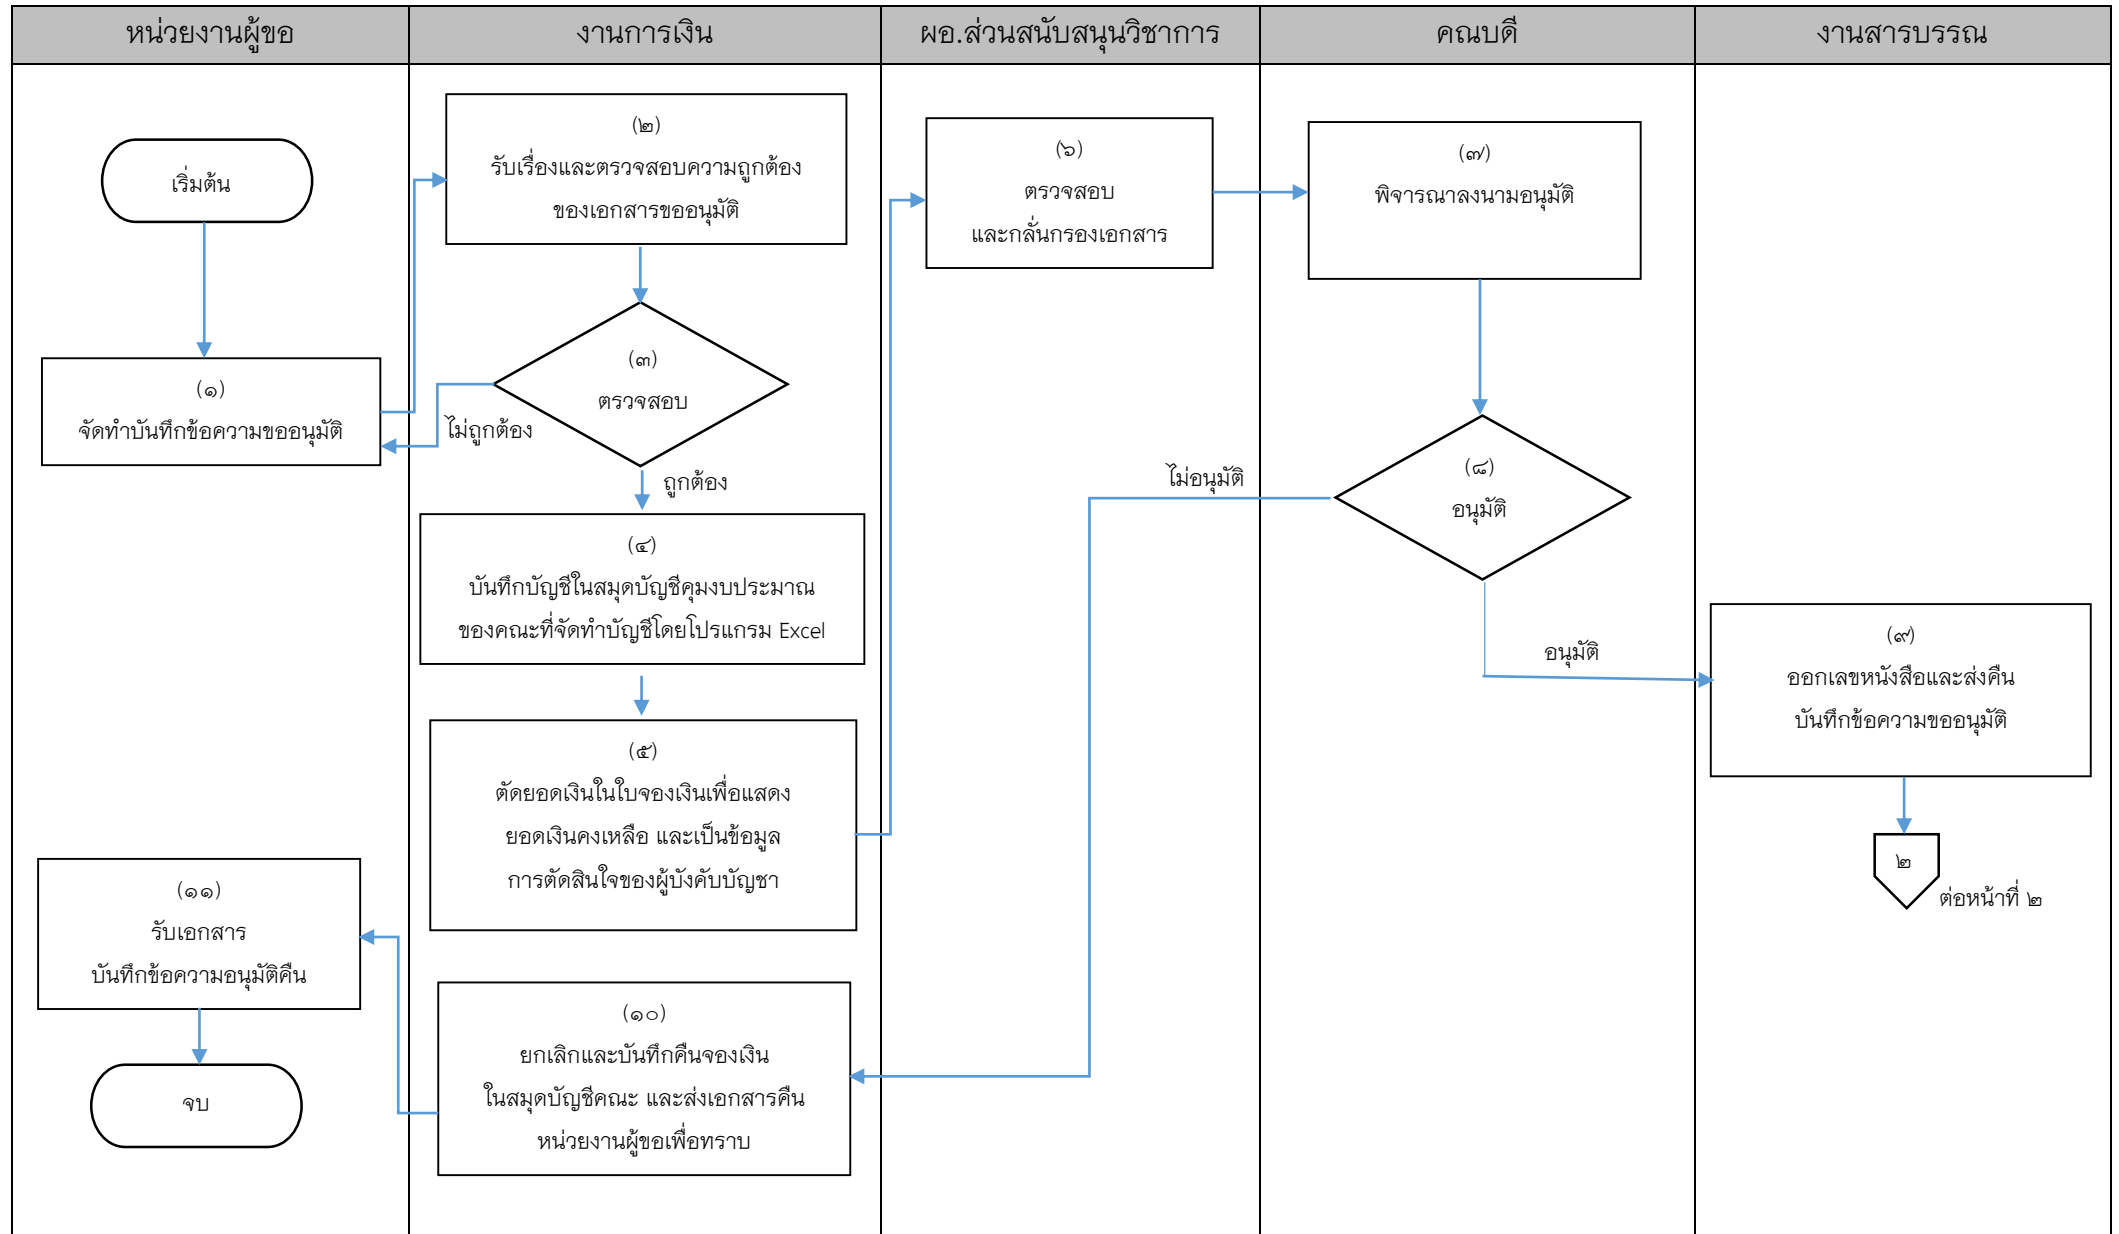 หน่วยงานผู้ขอ
งานการเงิน
ผอ.ส่วนสนับสนุนวิชาการ
คณบดี
งานสารบรรณ
เริ่มต้น
(๑)
จัดทำบันทึกข้อความขออนุมัติ
(๒)
รับเรื่องและตรวจสอบความถูกต้อง
ของเอกสารขออนุมัติ
(๓)
ตรวจสอบ
ไม่ถูกต้อง
ถูกต้อง
(๔)
บันทึกบัญชีในสมุดบัญชีคุมงบประมาณ
ของคณะที่จัดทำบัญชีโดยโปรแกรม Excel
(๕)
ตัดยอดเงินในใบจองเงินเพื่อแสดง
ยอดเงินคงเหลือ และเป็นข้อมูล
การตัดสินใจของผู้บังคับบัญชา
(๖)
ตรวจสอบ
และกลั่นกรองเอกสาร
(๗)
พิจารณาลงนามอนุมัติ
(๘)
อนุมัติ
ไม่อนุมัติ
อนุมัติ
(๙)
ออกเลขหนังสือและส่งคืน
บันทึกข้อความขออนุมัติ
๒
ต่อหน้าที่ ๒
(๑๐)
ยกเลิกและบันทึกคืนจองเงิน
ในสมุดบัญชีคณะ และส่งเอกสารคืน
หน่วยงานผู้ขอเพื่อทราบ
(๑๑)
รับเอกสาร
บันทึกข้อความอนุมัติคืน
จบ